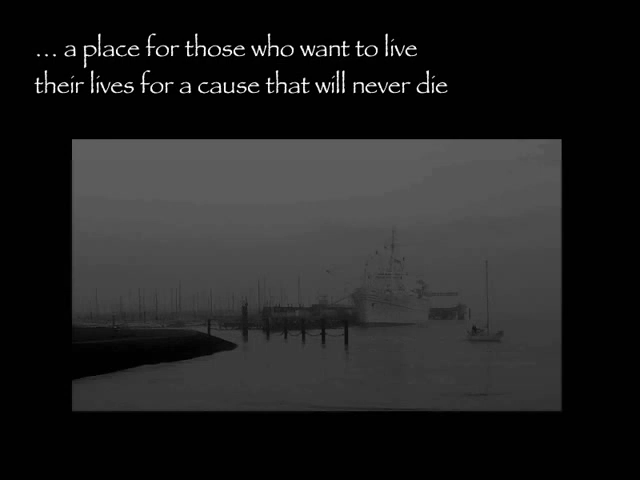 ... a place for those who want to live
their lives for a cause that will never die